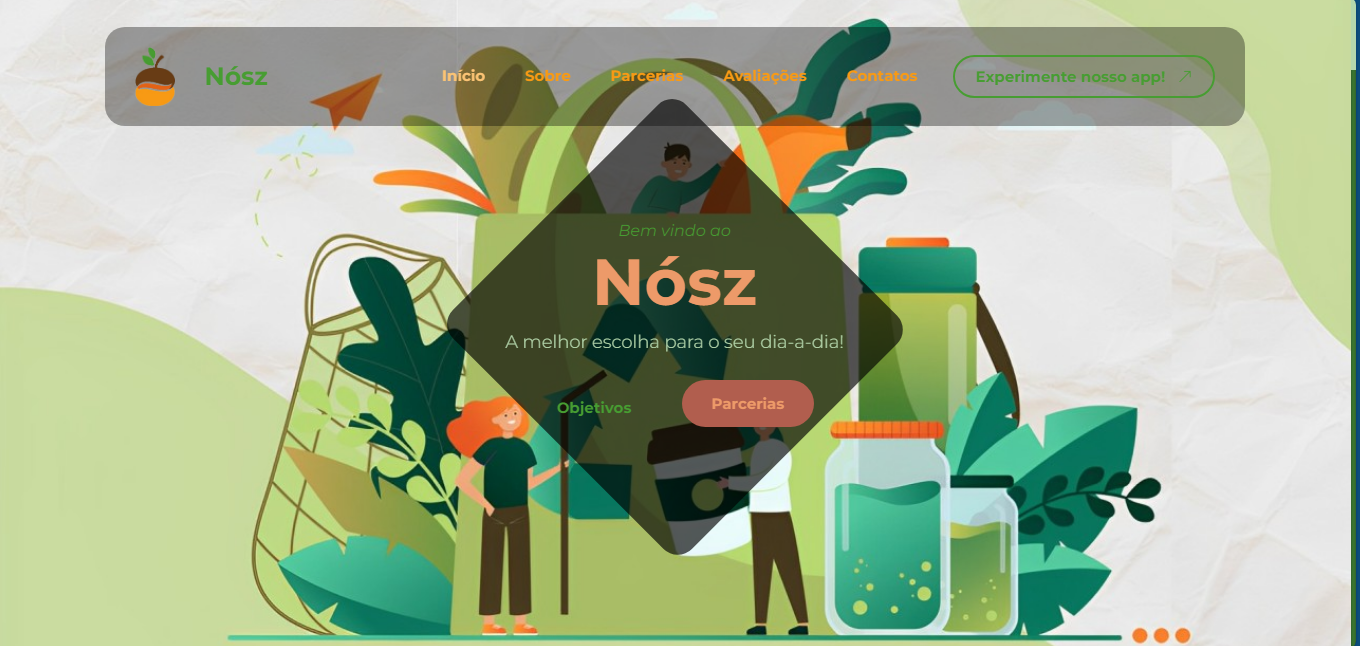 Nósz
Início Sobre Parcerias Avaliações Contatos Experimente nosso app!
Bem vindo ao
Nósz
A melhor escolha para o seu dia-a-dia!
Objetivos Parcerias